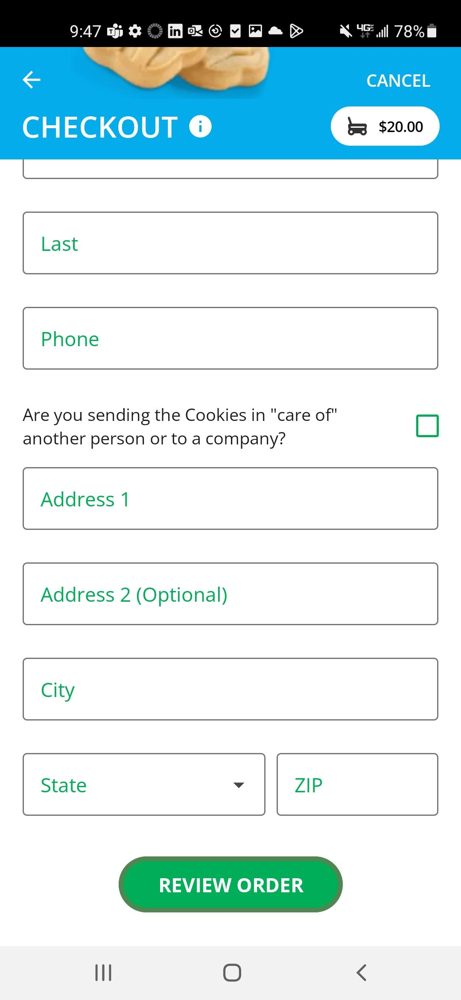 9:47
78%
CANCEL
CHECKOUT
$20.00
Last
Phone
Are you sending the Cookies in "care of"
another person or to a company?
Address 1
Address 2 (Optional)
City
State
ZIP
REVIEW ORDER